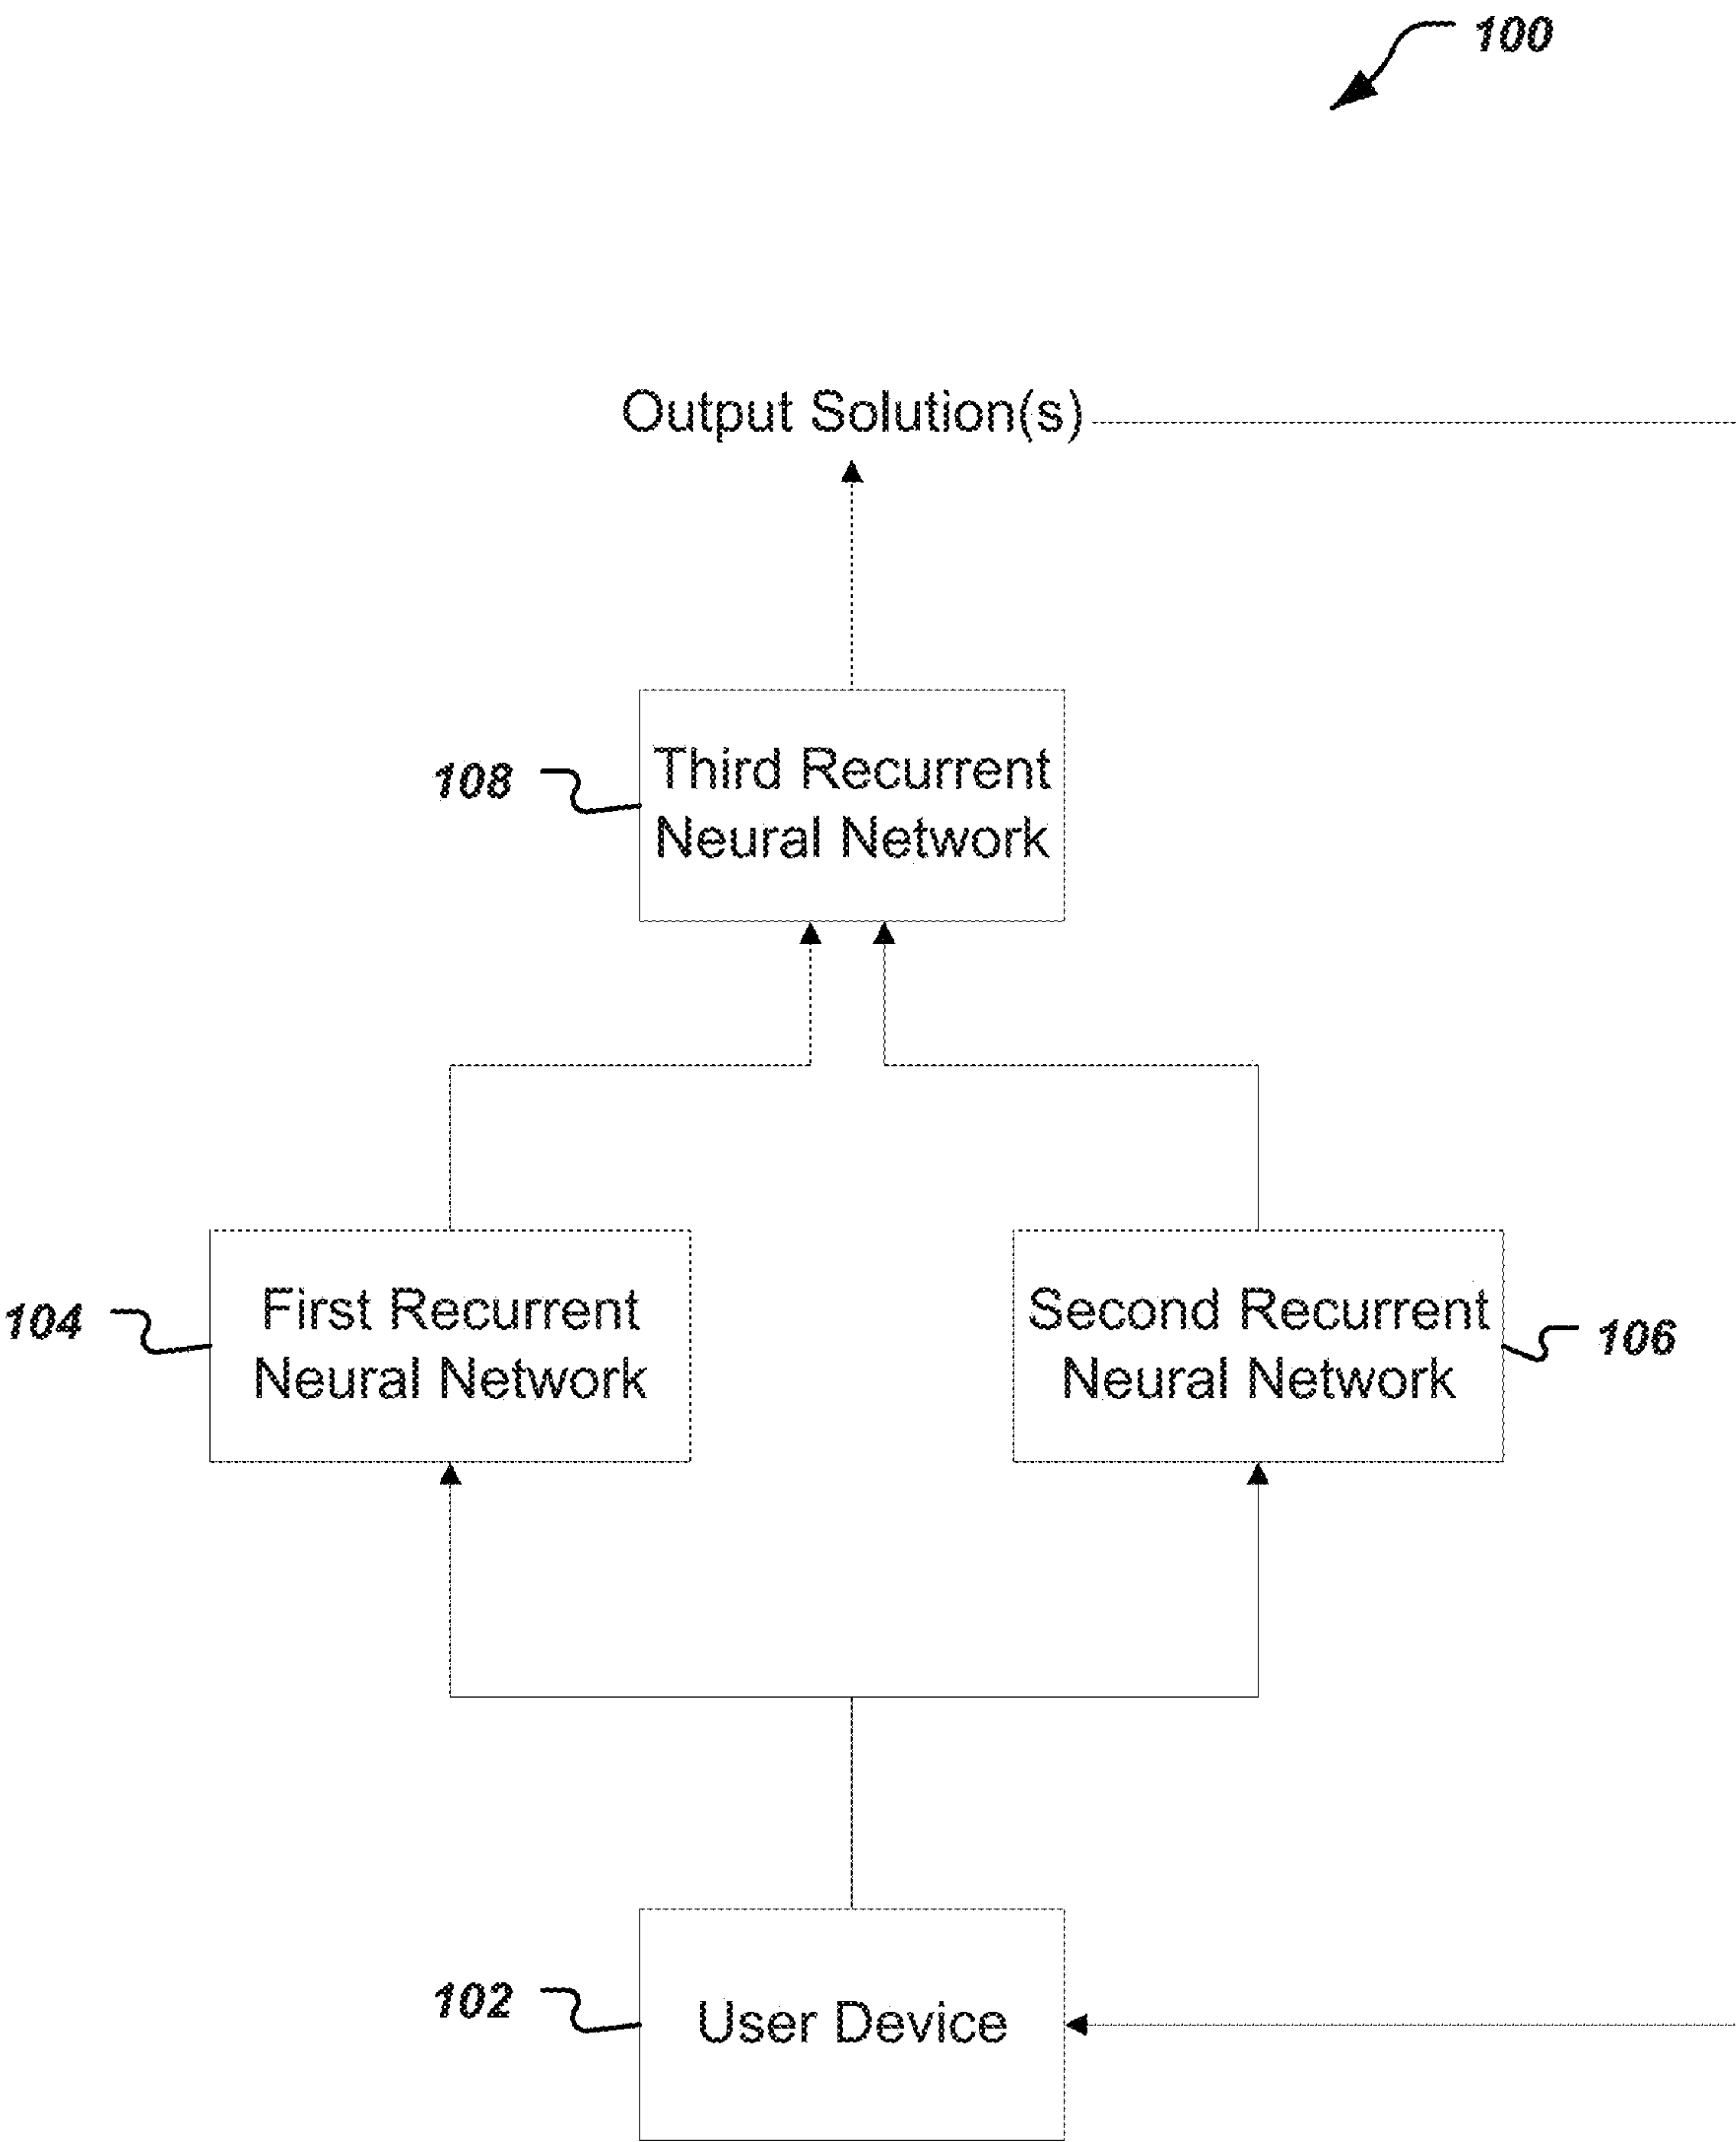 100
Output Solution(s)
108
Third Recurrent
Neural Network
104
First Recurrent
Neural Network
Second Recurrent
Neural Network
106
102
User Device